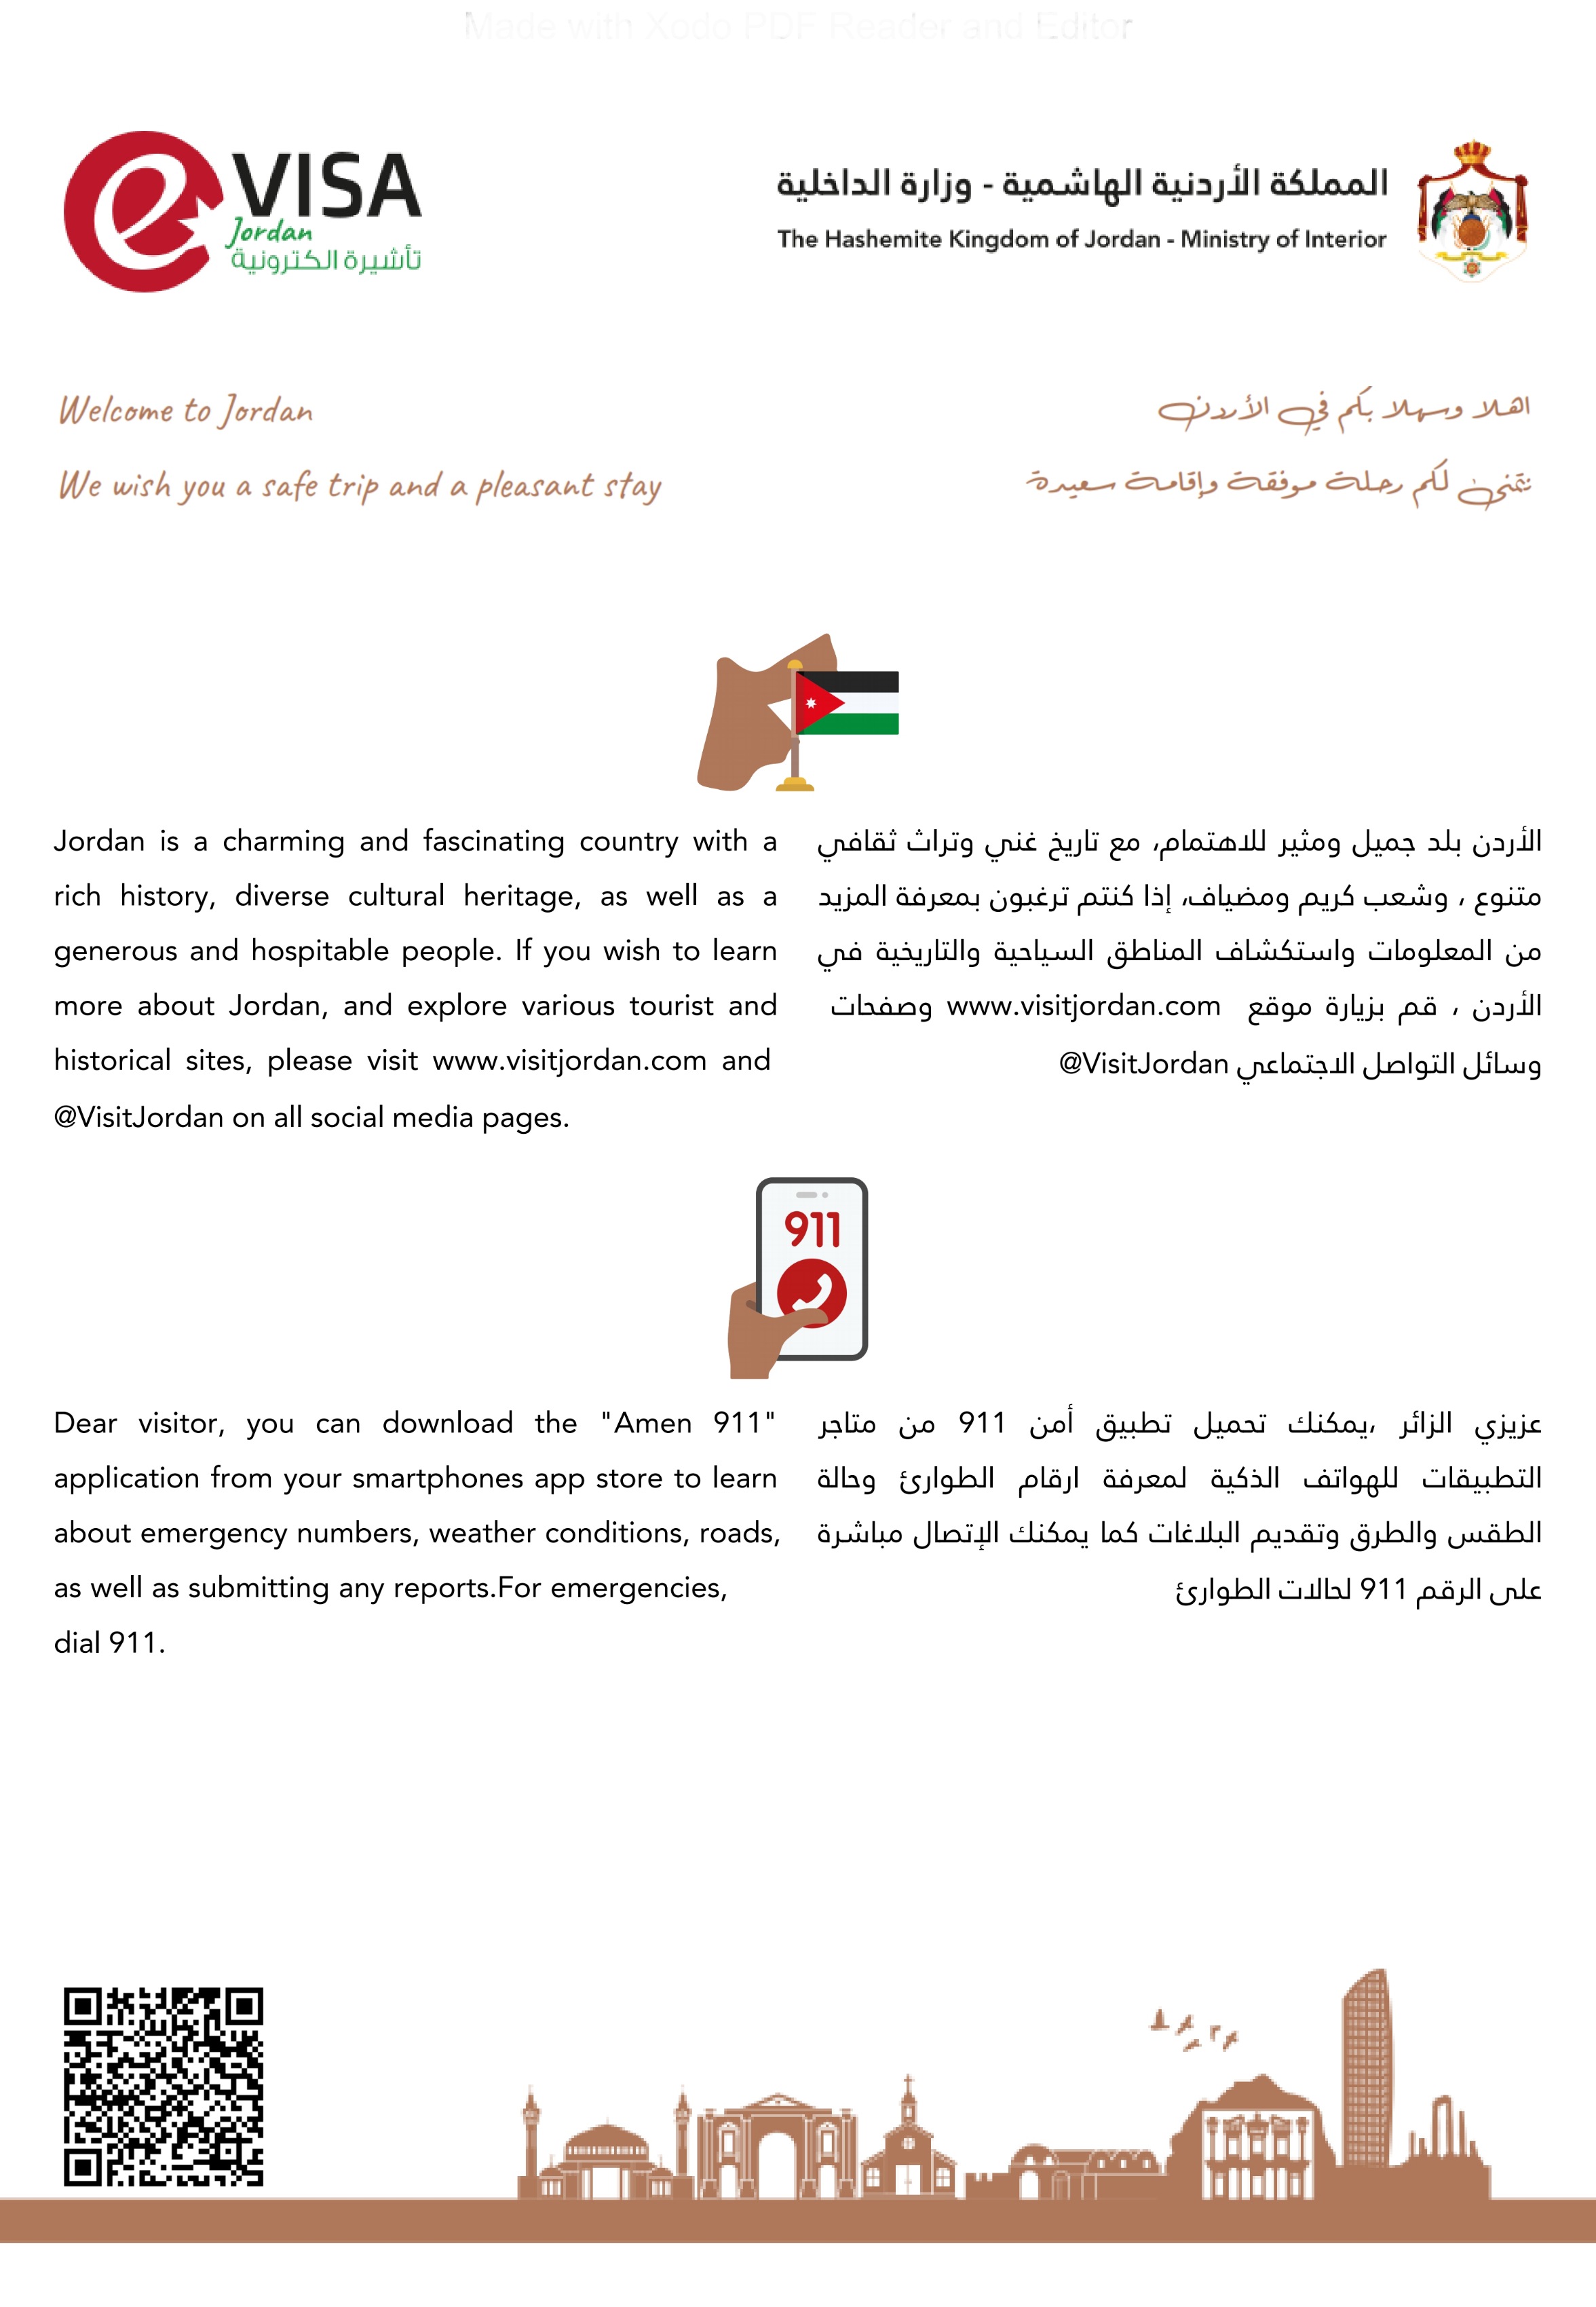 Made with Xodo PDF Reader and Editor
e VISA
Jordan
تأشيرة الكترونية
المملكة الأردنية الهاشمية - وزارة الداخلية
The Hashemite Kingdom of Jordan - Ministry of Interior
Welcome to Jordan
We wish you a safe trip and a pleasant stay
اهلا وسهلا بكم في الأردن
نتمنى لكم رحلة موفقة وإقامة سعيدة
Jordan is a charming and fascinating country with a
rich history, diverse cultural heritage, as well as a
generous and hospitable people. If you wish to learn
more about Jordan, and explore various tourist and
historical sites, please visit www.visitjordan.com and
@VisitJordan on all social media pages.
الأردن بلد جميل ومثير للاهتمام، مع تاريخ غني وتراث ثقافي
متنوع ، وشعب كريم ومضياف، إذا كنتم ترغبون بمعرفة المزيد
من المعلومات واستكشاف المناطق السياحية والتاريخية في
الأردن ، قم بزيارة موقع www.visitjordan.com وصفحات
وسائل التواصل الاجتماعي VisitJordan@
911
Dear visitor, you can download the "Amen 911"
application from your smartphones app store to learn
about emergency numbers, weather conditions, roads,
as well as submitting any reports.For emergencies,
dial 911.
عزيزي الزائر ،يمكنك تحميل تطبيق أمن 911 من متاجر
التطبيقات للهواتف الذكية لمعرفة ارقام الطوارئ وحالة
الطقس والطرق وتقديم البلاغات كما يمكنك الإتصال مباشرة
على الرقم 911 لحالات الطوارئ